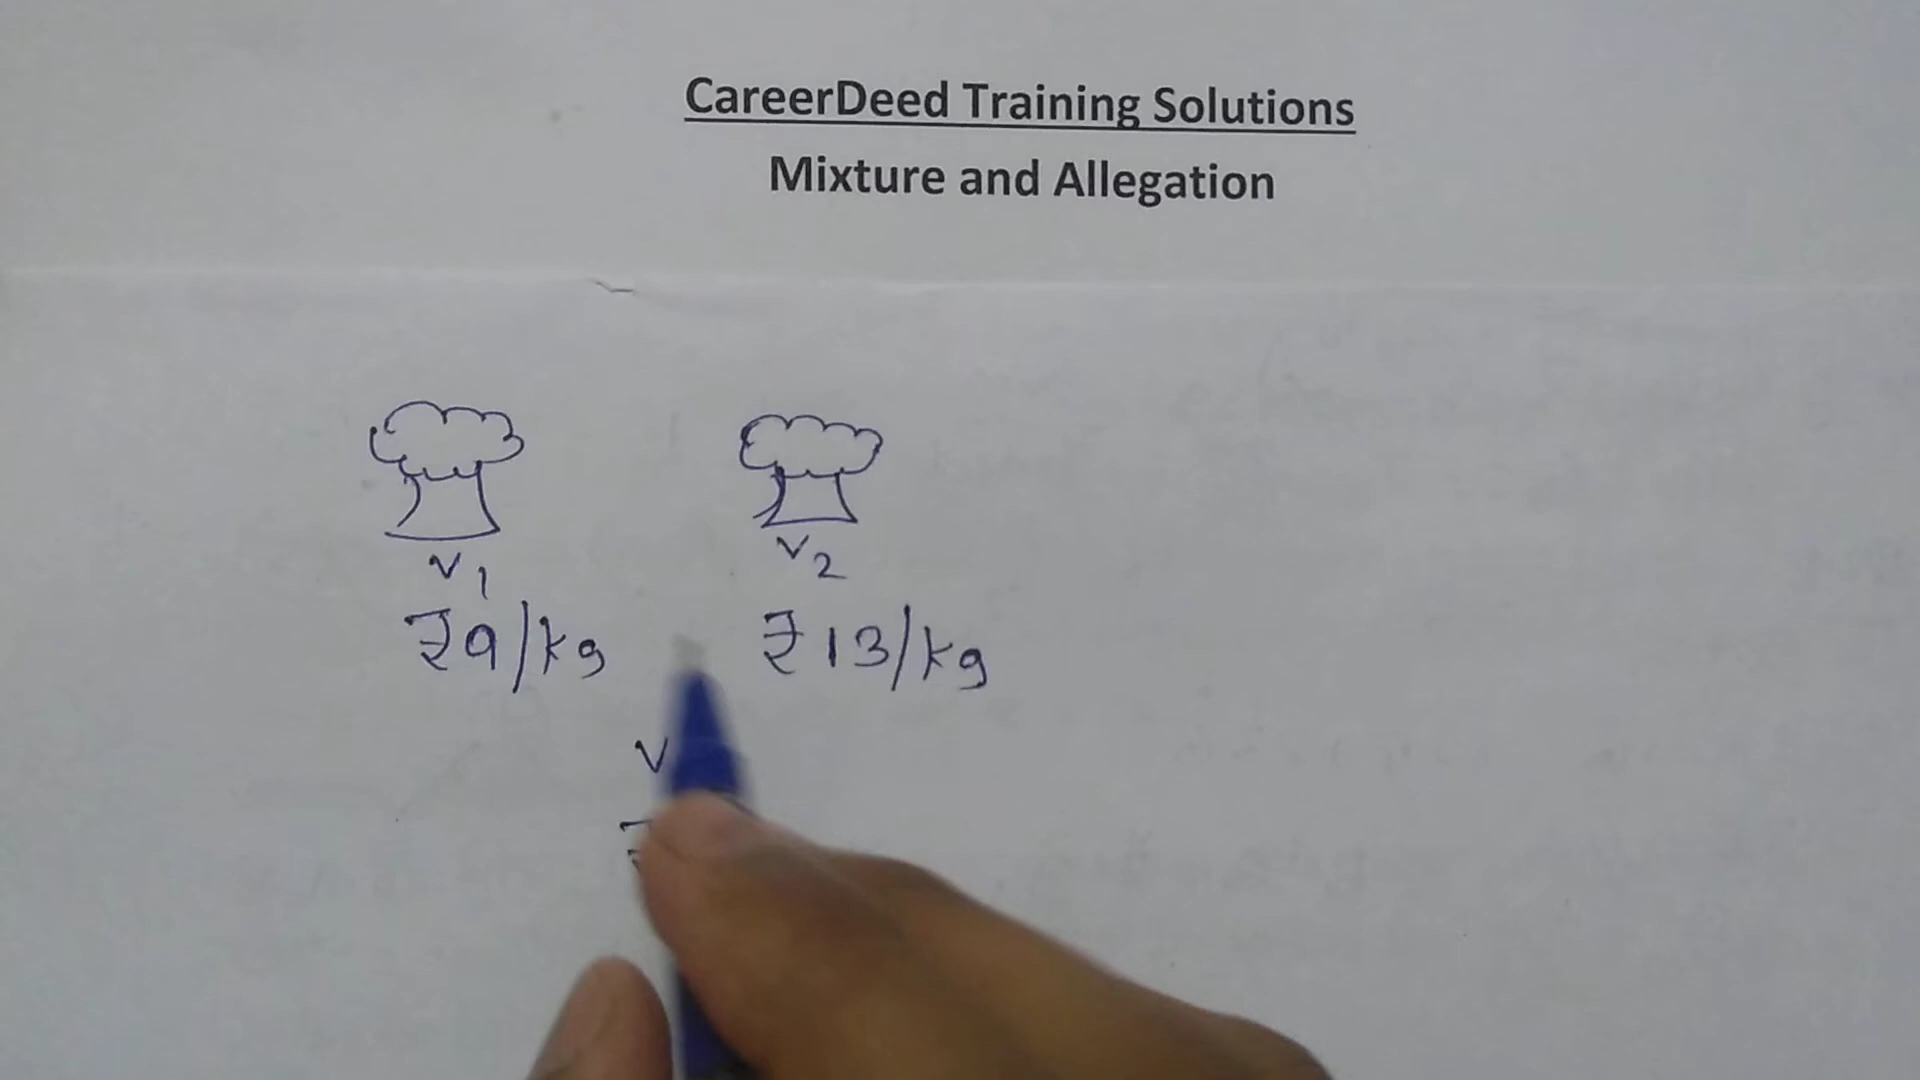 CareerDeed Training Solutions
Mixture and Allegation
V1 V2
₹9/kg ₹13/kg
V